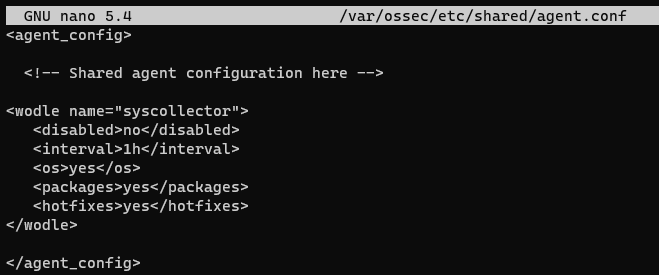 GNU nano 5.4 /var/ossec/etc/shared/agent.conf
<agent_config>
<!-- Shared agent configuration here -->
<wodle name="syscollector">
<disabled>no</disabled>
<interval>1h</interval>
<os>yes</os>
<packages>yes</packages>
<hotfixes>yes</hotfixes>
</wodle>
</agent_config>